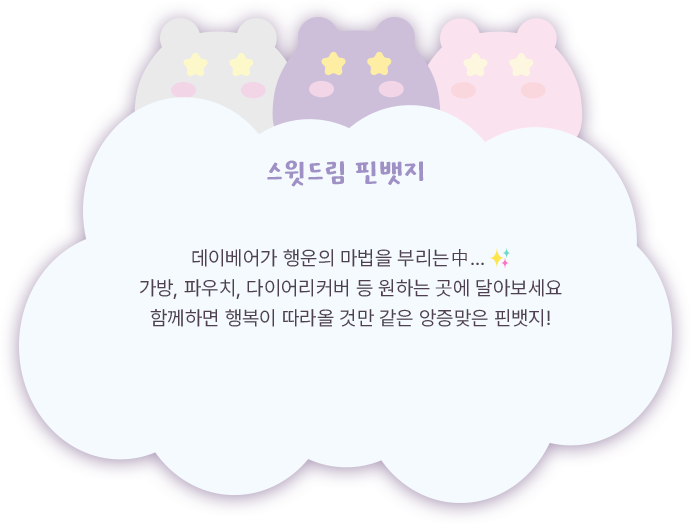 스윗드림 핀뱃지
데이베어가 행운의 마법을 부리는中... ✨
가방, 파우치, 다이어리커버 등 원하는 곳에 달아보세요
함께하면 행복이 따라올 것만 같은 앙증맞은 핀뱃지!